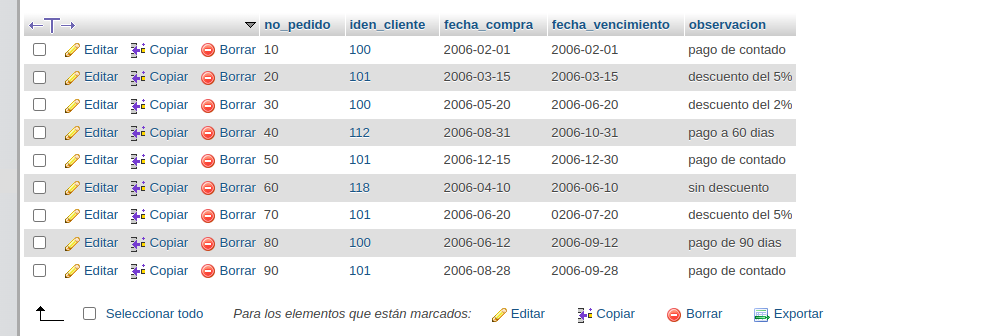 no_pedido iden_cliente fecha_compra fecha_vencimiento observacion
Editar Copiar Borrar 10 100 2006-02-01 2006-02-01 pago de contado
Editar Copiar Borrar 20 101 2006-03-15 2006-03-15 descuento del 5%
Editar Copiar Borrar 30 100 2006-05-20 2006-06-20 descuento del 2%
Editar Copiar Borrar 40 112 2006-08-31 2006-10-31 pago a 60 dias
Editar Copiar Borrar 50 101 2006-12-15 2006-12-30 pago de contado
Editar Copiar Borrar 60 118 2006-04-10 2006-06-10 sin descuento
Editar Copiar Borrar 70 101 2006-06-20 0206-07-20 descuento del 5%
Editar Copiar Borrar 80 100 2006-06-12 2006-09-12 pago de 90 dias
Editar Copiar Borrar 90 101 2006-08-28 2006-09-28 pago de contado
Seleccionar todo Para los elementos que están marcados: Editar Copiar Borrar Exportar